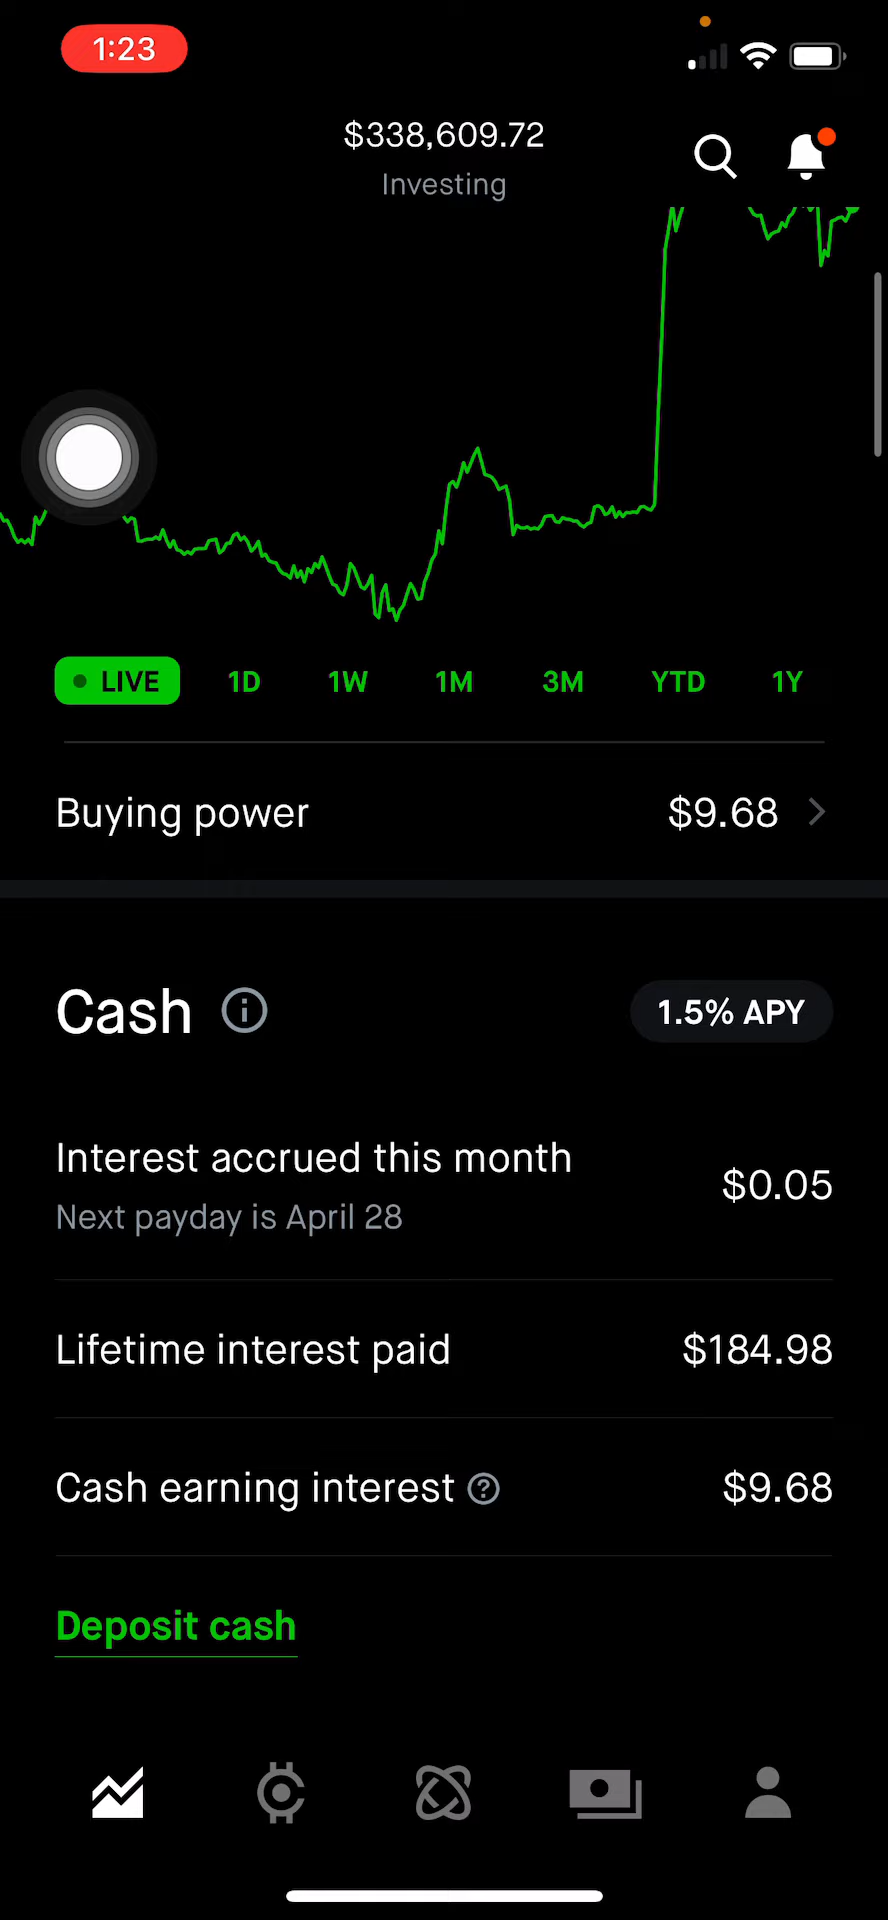 1:23
$338,609.72
Investing
LIVE 1D 1W 1M 3M YTD 1Y
Buying power $9.68
Cash 1.5% APY
Interest accrued this month
$0.05
Next payday is April 28
Lifetime interest paid $184.98
Cash earning interest $9.68
Deposit cash